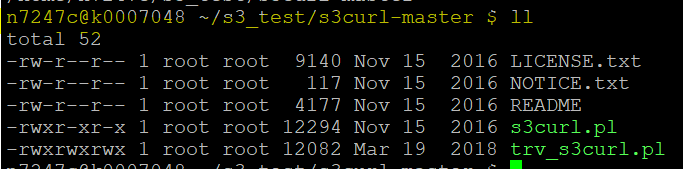 n7247c@k0007048 ~/s3_test/s3curl-master $ ll
total 52
-rw-r--r-- 1 root root  9140 Nov 15  2016 LICENSE.txt
-rw-r--r-- 1 root root   117 Nov 15  2016 NOTICE.txt
-rw-r--r-- 1 root root  4177 Nov 15  2016 README
-rwxr-xr-x 1 root root 12294 Nov 15  2016 s3curl.pl
-rwxrwxrwx 1 root root 12082 Mar 19  2018 trv_s3curl.pl
n7247c@k0007048 ~/s3_test/s3curl-master $